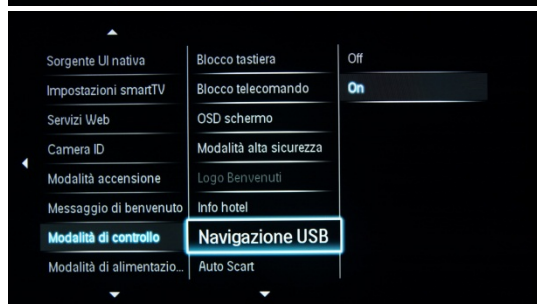 Sorgente UI nativa
Impostazioni smartTV
Servizi Web
Camera ID
Modalità accensione
Messaggio di benvenuto
Modalità di controllo
Modalità di alimentazio...
Blocco tastiera
Blocco telecomando
OSD schermo
Modalità alta sicurezza
Logo Benvenuti
Info hotel
Navigazione USB
Auto Scart
Off
On